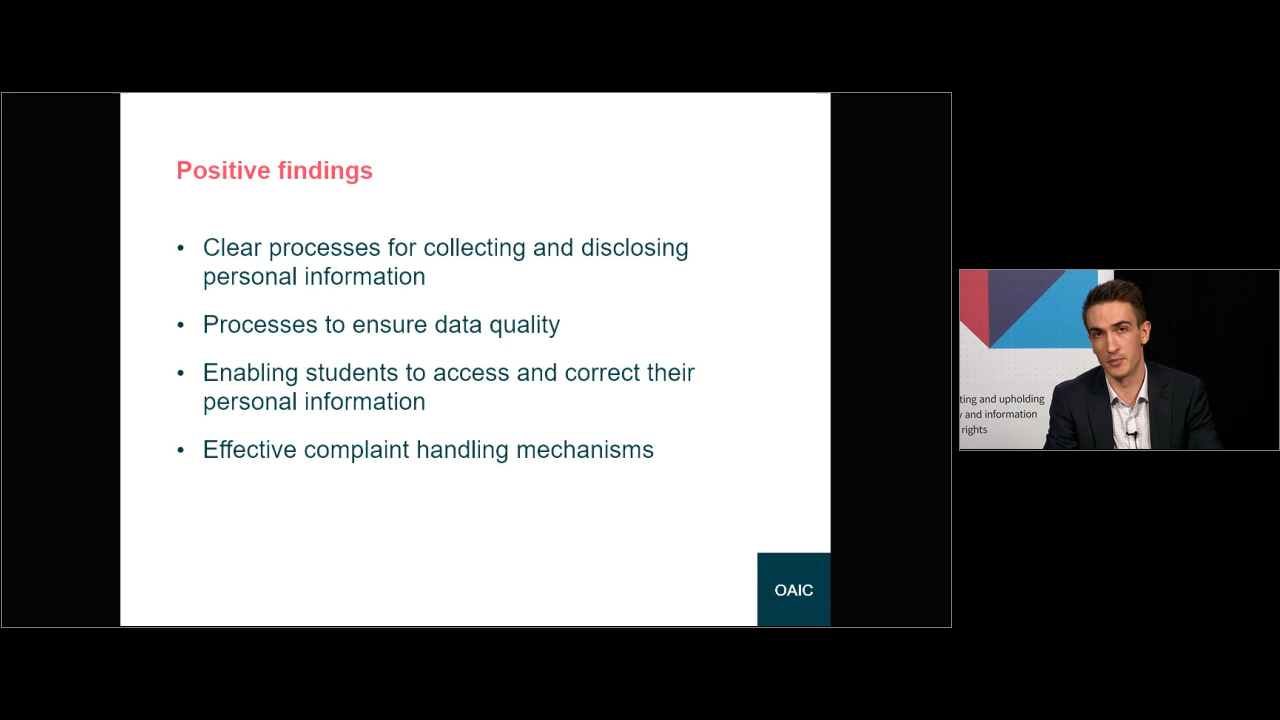 Positive findings
• Clear processes for collecting and disclosing
personal information
• Processes to ensure data quality
• Enabling students to access and correct their
personal information
• Effective complaint handling mechanisms
OAIC
ting and upholding
and information
rights